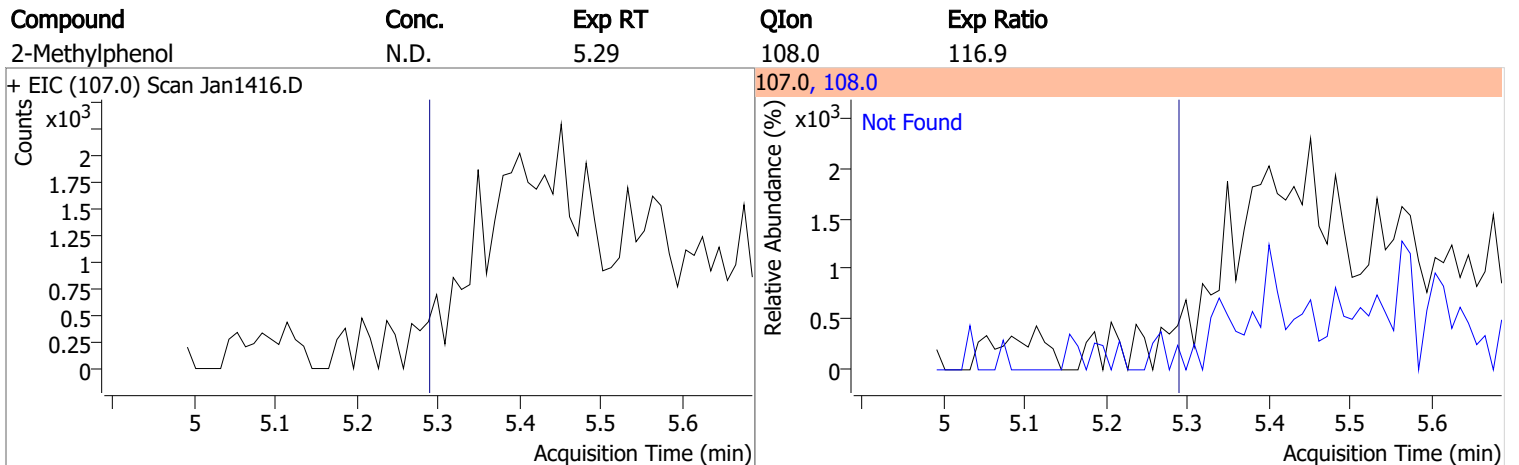 Compound Conc. Exp RT QIon Exp Ratio
2-Methylphenol N.D. 5.29 108.0 116.9
+ EIC (107.0) Scan Jan1416.D
Counts
x10³
2
1.75
1.5
1.25
1
0.75
0.5
0.25
0
5 5.1 5.2 5.3 5.4 5.5 5.6
Acquisition Time (min)
107.0, 108.0
Relative Abundance (%)
x10³
Not Found
2
1.5
1
0.5
0
5 5.1 5.2 5.3 5.4 5.5 5.6
Acquisition Time (min)